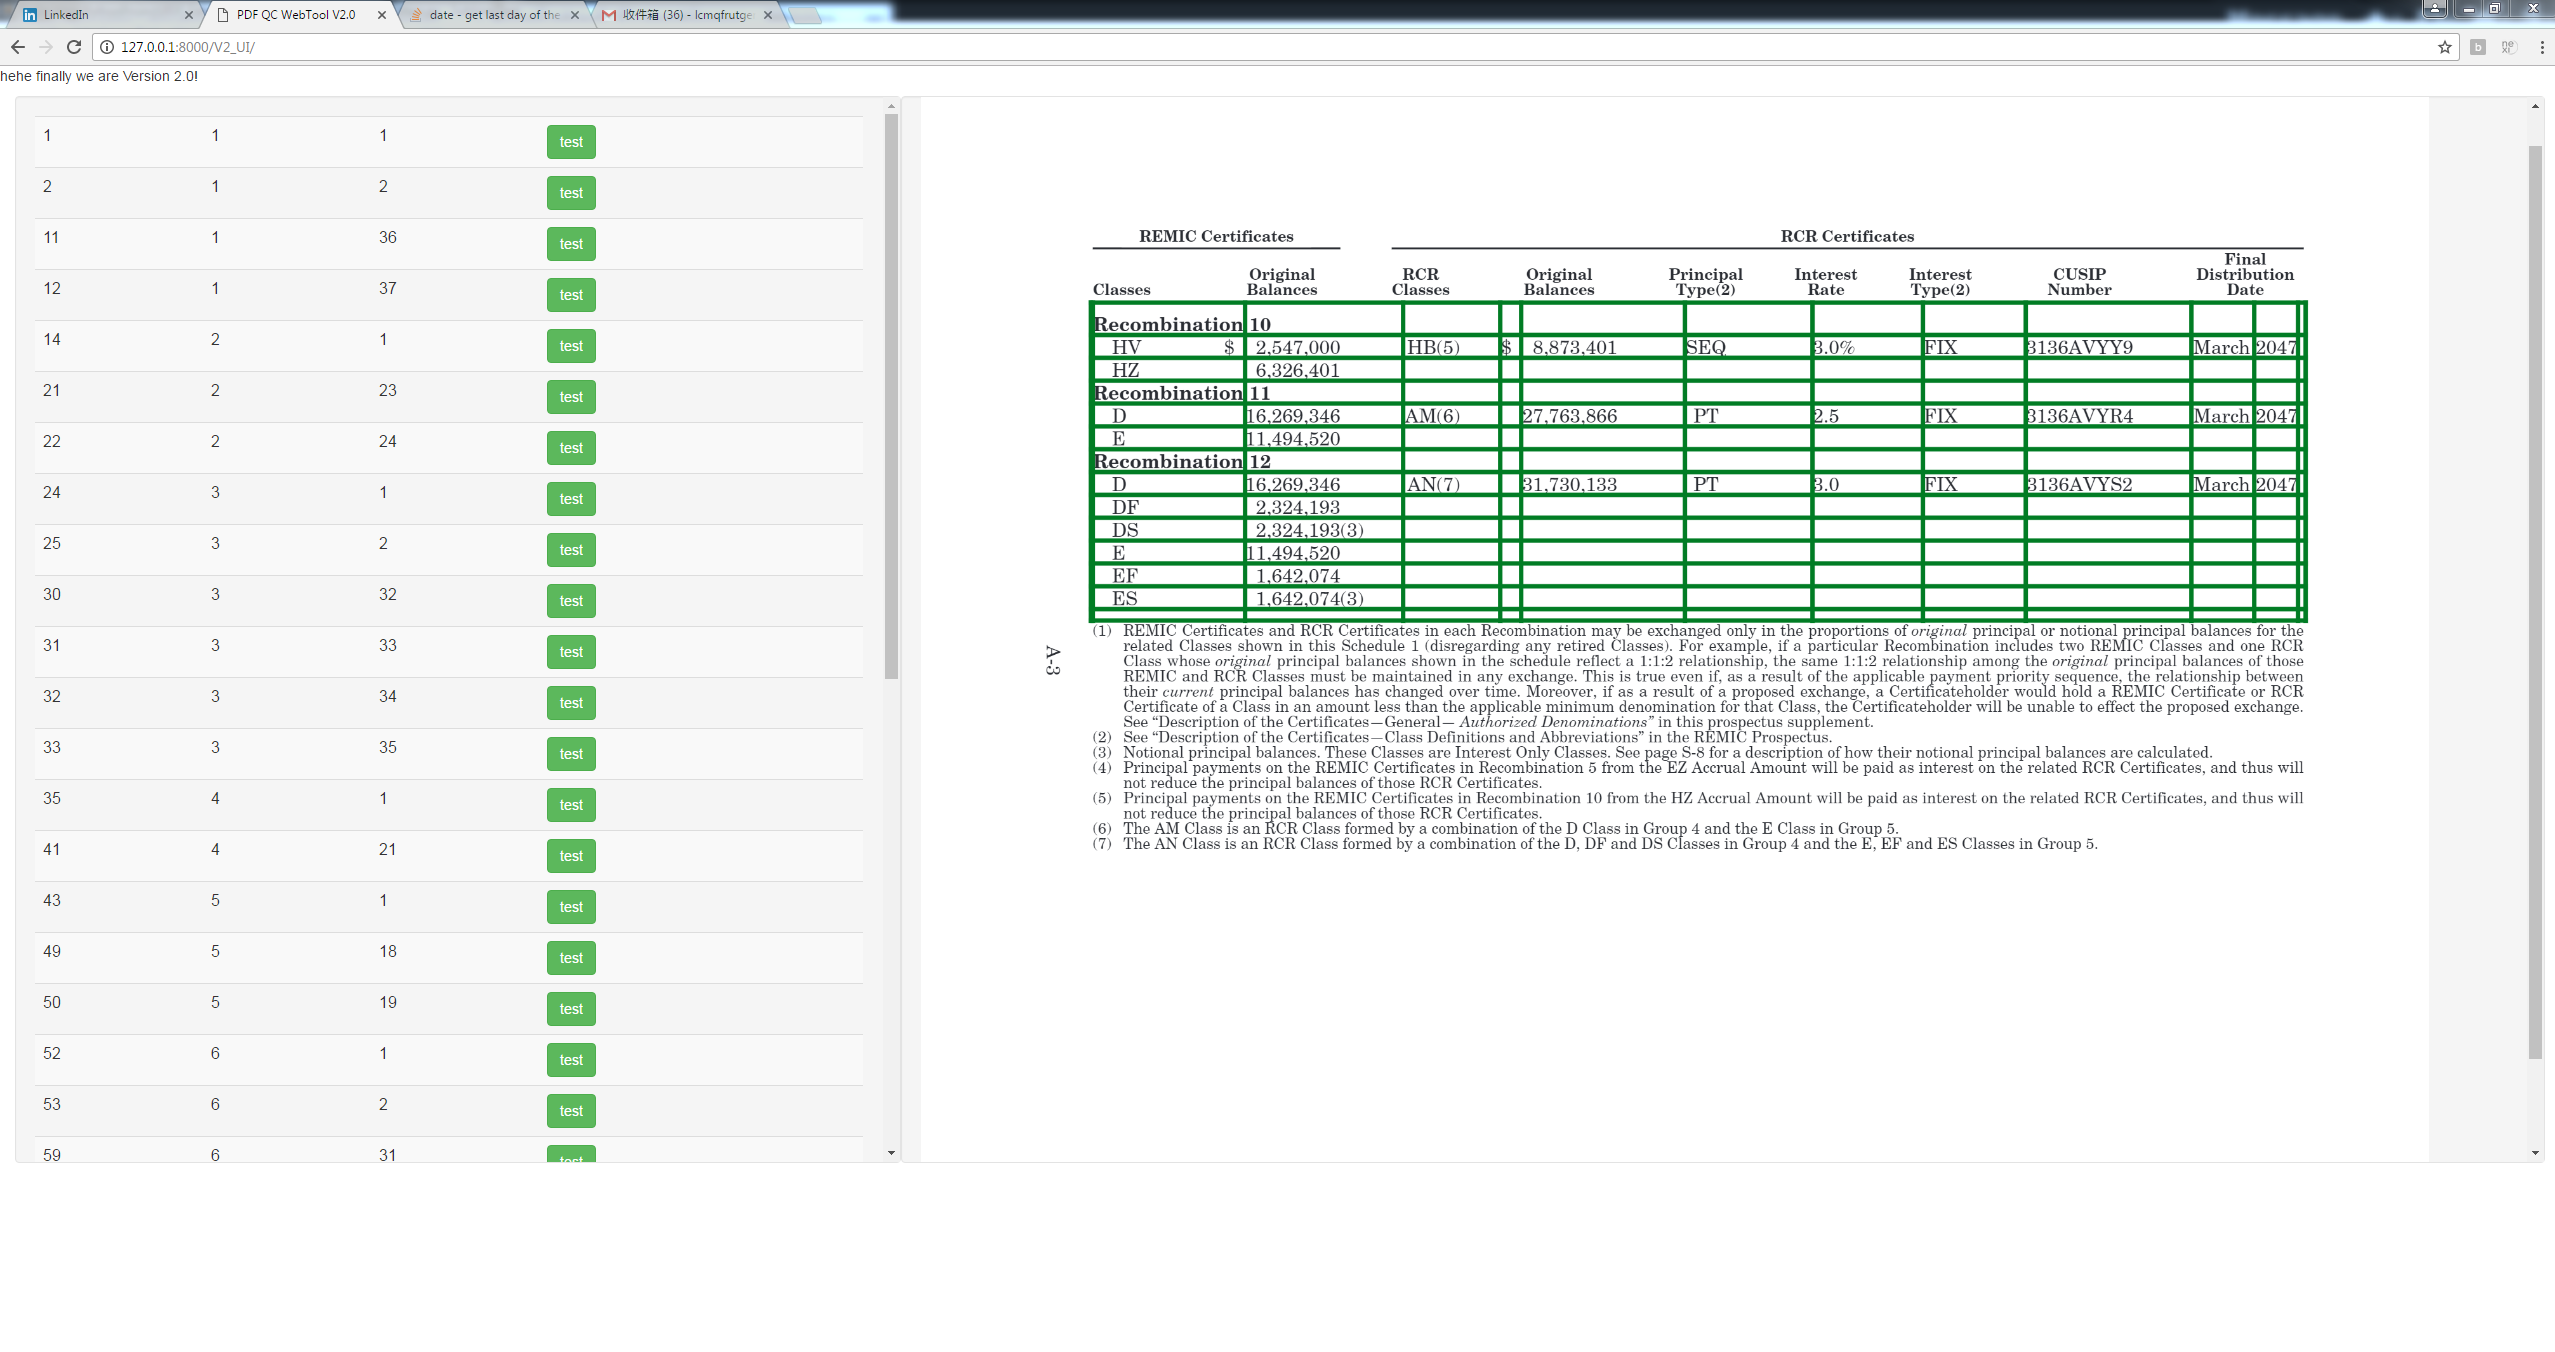 LinkedIn
PDF QC WebTool V2.0
date - get last day of the
收件箱 (36) - lcmqfrutge
127.0.0.1:8000/V2_UI/
hehe finally we are Version 2.0!
1 1 1 test
2 1 2 test
11 1 36 test
12 1 37 test
14 2 1 test
21 2 23 test
22 2 24 test
24 3 1 test
25 3 2 test
30 3 32 test
31 3 33 test
32 3 34 test
33 3 35 test
35 4 1 test
41 4 21 test
43 5 1 test
49 5 18 test
50 5 19 test
52 6 1 test
53 6 2 test
59 6 31 test
REMIC Certificates RCR Certificates
Final
Original RCR Original Principal Interest Interest CUSIP Distribution
Classes Balances Classes Balances Type(2) Rate Type(2) Number Date
Recombination 10
HV $ 2,547,000 HB(5) $ 8,873,401 SEQ 3.0% FIX 3136AVYY9 March 2047
HZ 6,326,401
Recombination 11
D 16,269,346 AM(6) 27,763,866 PT 2.5 FIX 3136AVYR4 March 2047
E 11,494,520
Recombination 12
D 16,269,346 AN(7) 31,730,133 PT 3.0 FIX 3136AVYS2 March 2047
DF 2,324,193
DS 2,324,193(3)
E 11,494,520
EF 1,642,074
ES 1,642,074(3)
(1) REMIC Certificates and RCR Certificates in each Recombination may be exchanged only in the proportions of original principal or notional principal balances for the
related Classes shown in this Schedule 1 (disregarding any retired Classes). For example, if a particular Recombination includes two REMIC Classes and one RCR
Class whose original principal balances shown in the schedule reflect a 1:1:2 relationship, the same 1:1:2 relationship among the original principal balances of those
REMIC and RCR Classes must be maintained in any exchange. This is true even if, as a result of the applicable payment priority sequence, the relationship between
their current principal balances has changed over time. Moreover, if as a result of a proposed exchange, a Certificateholder would hold a REMIC Certificate or RCR
Certificate of a Class in an amount less than the applicable minimum denomination for that Class, the Certificateholder will be unable to effect the proposed exchange.
See “Description of the Certificates—General— Authorized Denominations” in this prospectus supplement.
(2) See “Description of the Certificates—Class Definitions and Abbreviations” in the REMIC Prospectus.
(3) Notional principal balances. These Classes are Interest Only Classes. See page S-8 for a description of how their notional principal balances are calculated.
(4) Principal payments on the REMIC Certificates in Recombination 5 from the EZ Accrual Amount will be paid as interest on the related RCR Certificates, and thus will
not reduce the principal balances of those RCR Certificates.
(5) Principal payments on the REMIC Certificates in Recombination 10 from the HZ Accrual Amount will be paid as interest on the related RCR Certificates, and thus will
not reduce the principal balances of those RCR Certificates.
(6) The AM Class is an RCR Class formed by a combination of the D Class in Group 4 and the E Class in Group 5.
(7) The AN Class is an RCR Class formed by a combination of the D, DF and DS Classes in Group 4 and the E, EF and ES Classes in Group 5.
A-3